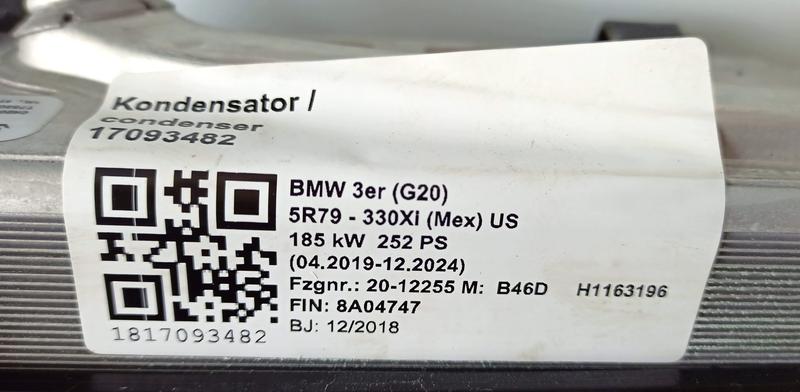 Kondensator /
condenser
17093482
BMW 3er (G20)
5R79 - 330Xi (Mex) US
185 kW 252 PS
(04.2019-12.2024)
Fzgnr.: 20-12255 M: B46D H1163196
FIN: 8A04747
BJ: 12/2018
1817093482